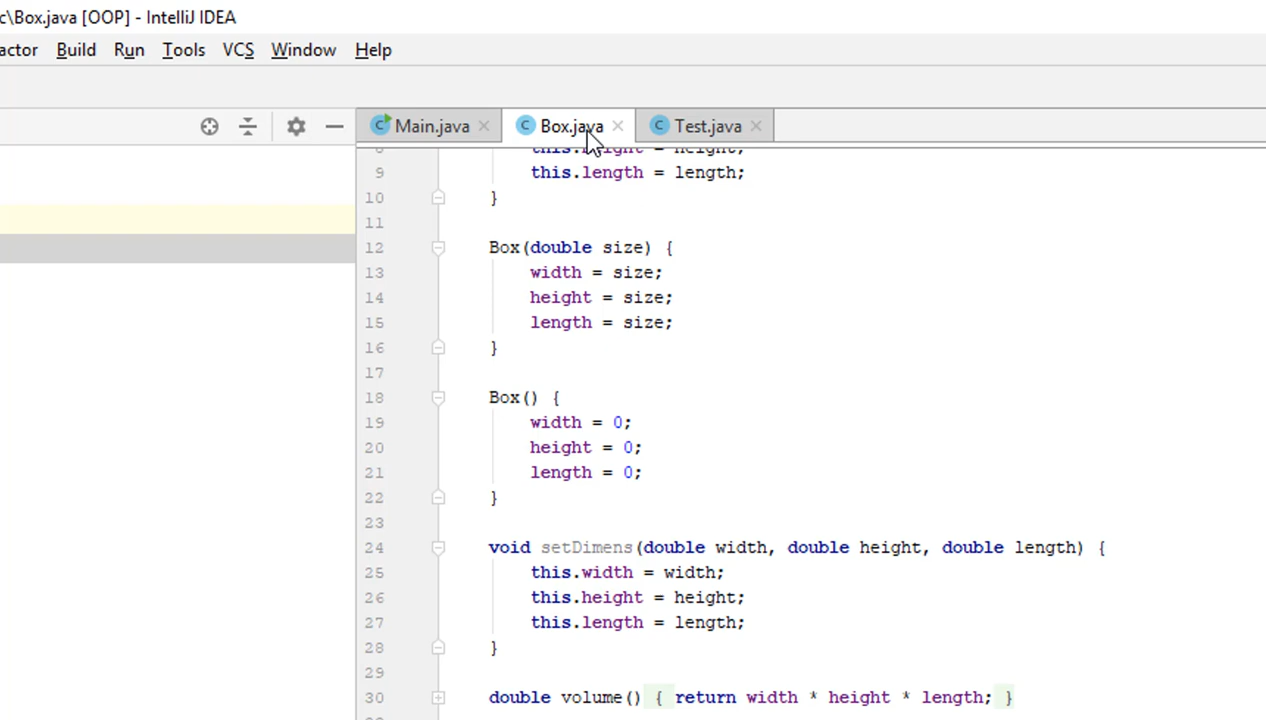 c\Box.java [OOP] - IntelliJ IDEA
actor Build Run Tools VCS Window Help
Main.java Box.java Test.java
8 this.height = height;
9 this.length = length;
10 }
11
12 Box(double size) {
13 width = size;
14 height = size;
15 length = size;
16 }
17
18 Box() {
19 width = 0;
20 height = 0;
21 length = 0;
22 }
23
24 void setDimens(double width, double height, double length) {
25 this.width = width;
26 this.height = height;
27 this.length = length;
28 }
29
30 double volume() { return width * height * length; }